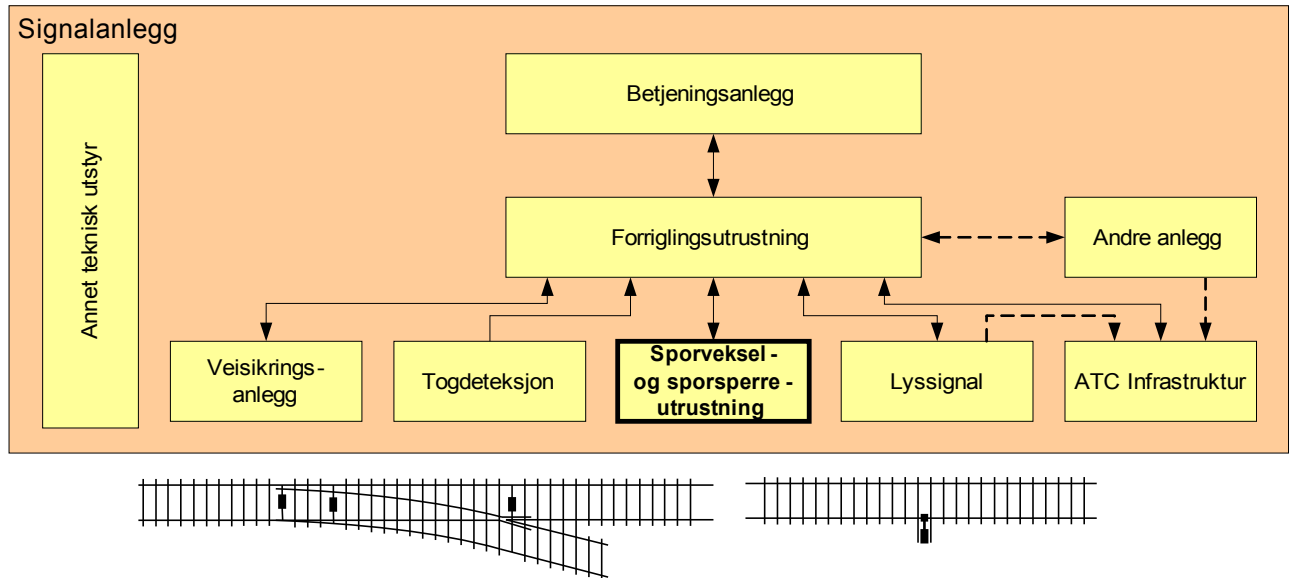 Signalanlegg
Annet teknisk utstyr
Betjeningsanlegg
Forriglingsutrustning
Andre anlegg
Veisikrings-
anlegg
Togdeteksjon
Sporveksel -
og sporsperre -
utrustning
Lyssignal
ATC Infrastruktur